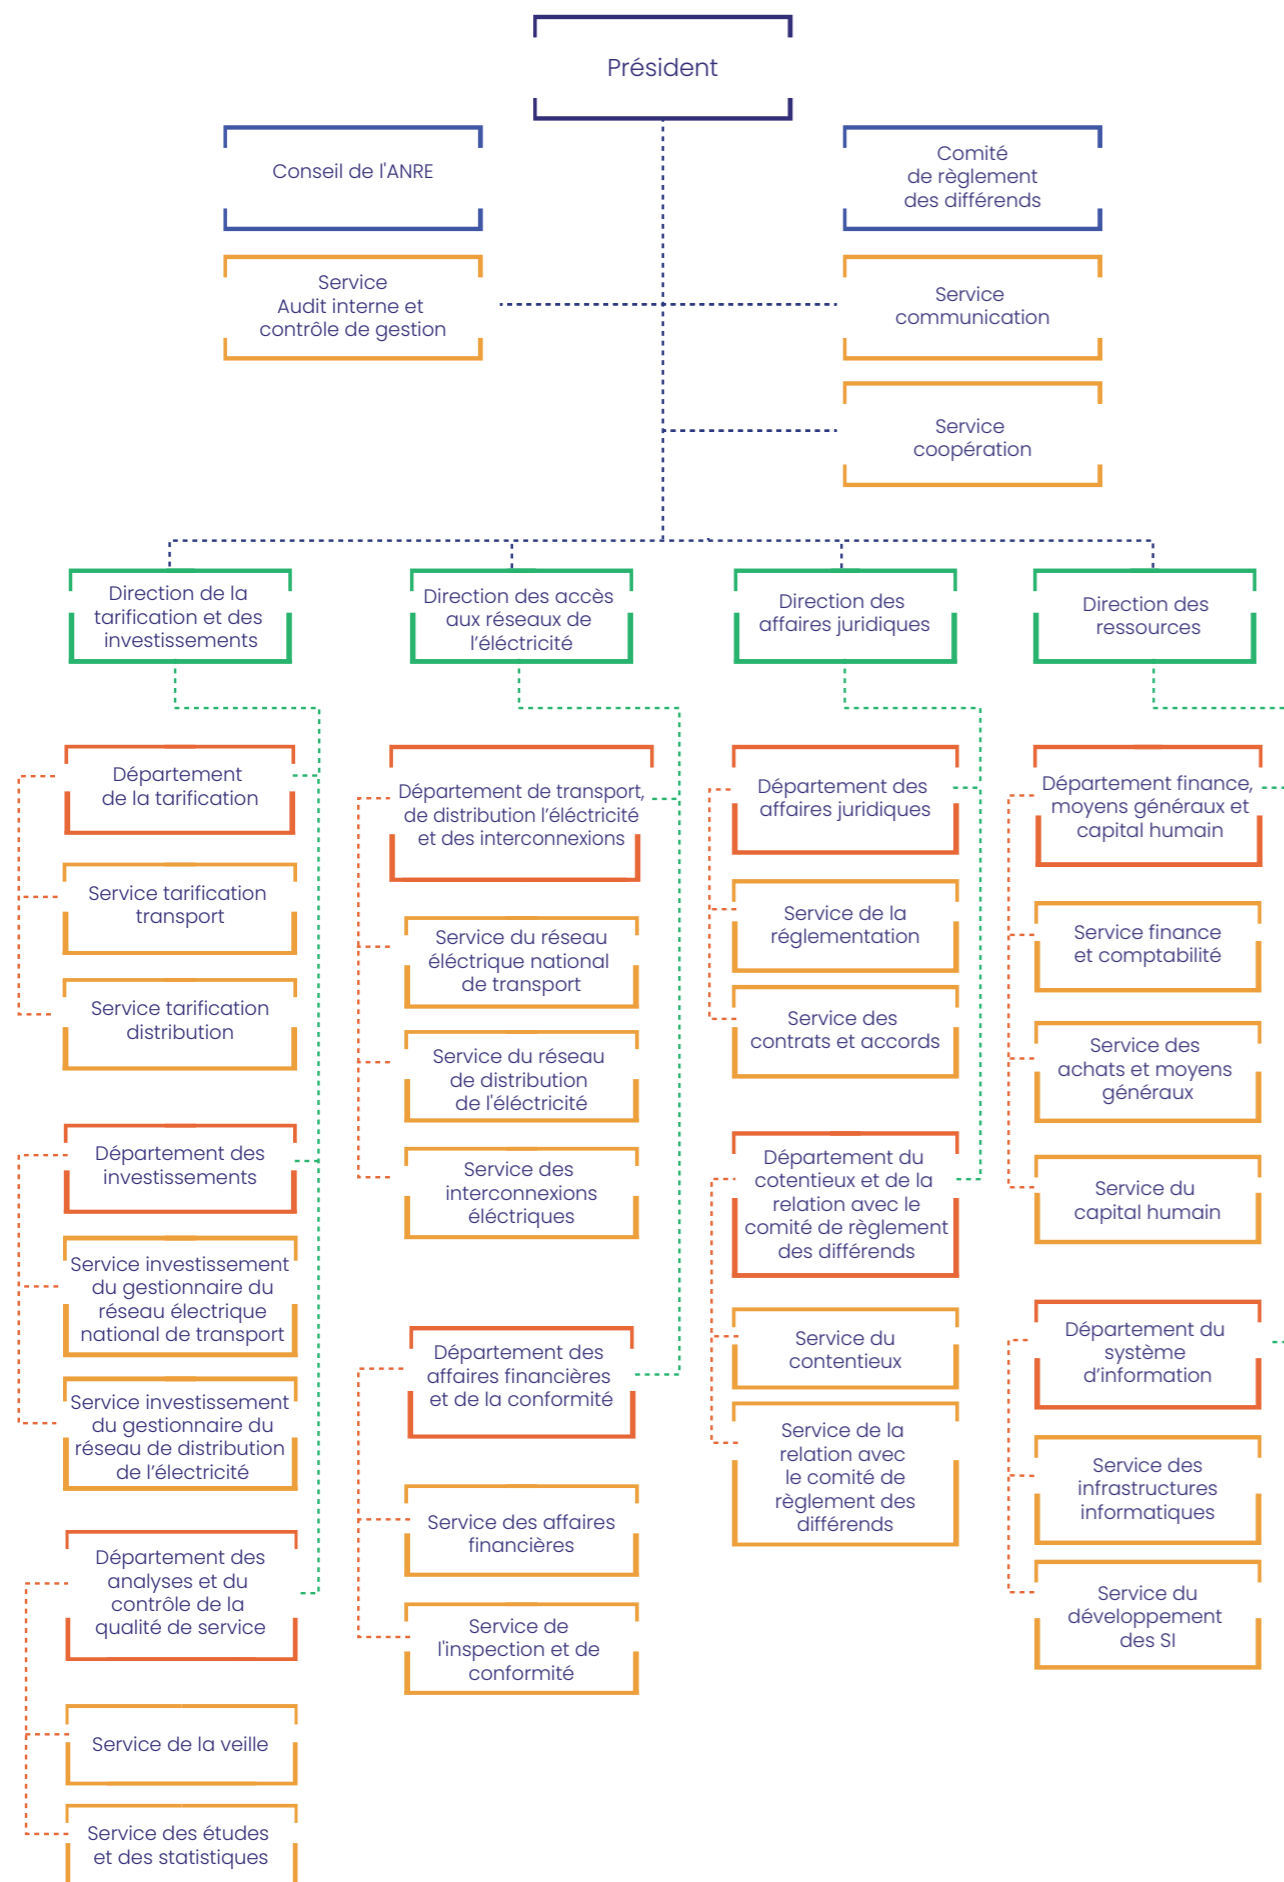 Président
Conseil de l'ANRE
Comité
de règlement
des différends
Service
Audit interne et
contrôle de gestion
Service
communication
Service
coopération
Direction de la
tarification et des
investissements
Département
de la tarification
Service tarification
transport
Service tarification
distribution
Département des
investissements
Service investissement
du gestionnaire du
réseau électrique
national de transport
Service investissement
du gestionnaire du
réseau de distribution
de l’électricité
Département des
analyses et du
contrôle de la
qualité de service
Service de la veille
Service des études
et des statistiques
Direction des accès
aux réseaux de
l’éléctricité
Département de transport,
de distribution l’éléctricité
et des interconnexions
Service du réseau
éléctrique national
de transport
Service du réseau
de distribution
de l'éléctricité
Service des
interconnexions
éléctriques
Département des
affaires financières
et de la conformité
Service des affaires
financières
Service de
l'inspection et de
conformité
Direction des
affaires juridiques
Département des
affaires juridiques
Service de la
réglementation
Service des
contrats et accords
Département du
cotentieux et de la
relation avec le
comité de règlement
des différends
Service du
contentieux
Service de la
relation avec
le comité de
règlement des
différends
Direction des
ressources
Département finance,
moyens généraux et
capital humain
Service finance
et comptabilité
Service des
achats et moyens
généraux
Service du
capital humain
Département du
système
d’information
Service des
infrastructures
informatiques
Service du
développement
des SI